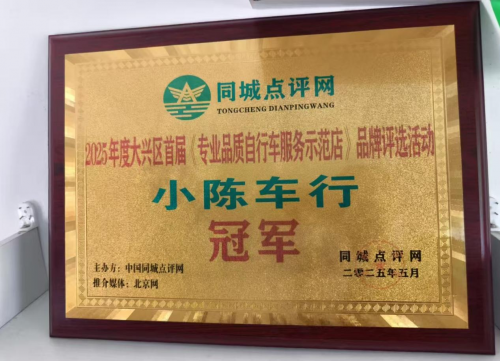 同城点评网
TONGCHENG DIANPINGWANG
2025年度大兴区首届《专业品质自行车服务示范店》品牌评选活动
小陈车行
冠军
主办方：中国同城点评网
推介媒体：北京网
同城点评网
二零二五年五月